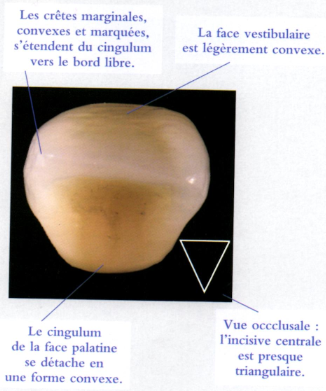 Les crêtes marginales,
convexes et marquées,
s'étendent du cingulum
vers le bord libre.
La face vestibulaire
est légèrement convexe.
Le cingulum
de la face palatine
se détache en
une forme convexe.
Vue occclusale :
l'incisive centrale
est presque
triangulaire.